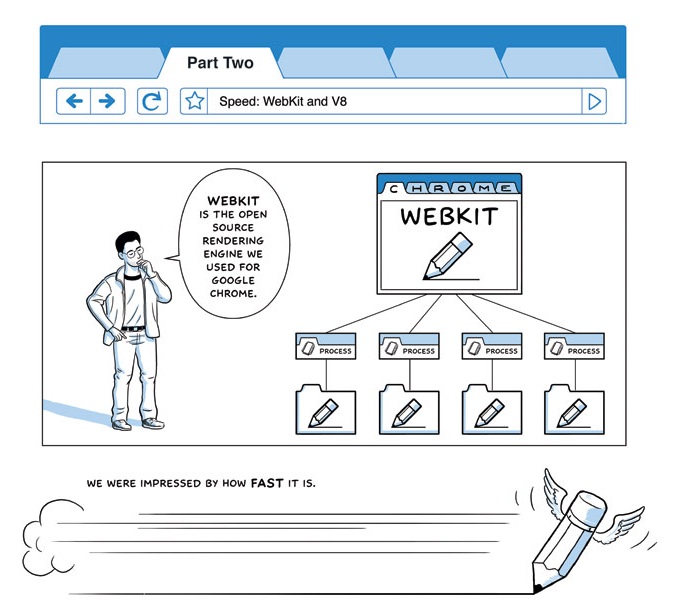 Part Two
Speed: WebKit and V8
WEBKIT
IS THE OPEN
SOURCE
RENDERING
ENGINE WE
USED FOR
GOOGLE
CHROME.
CHROME
WEBKIT
PROCESS
PROCESS
PROCESS
PROCESS
WE WERE IMPRESSED BY HOW FAST IT IS.